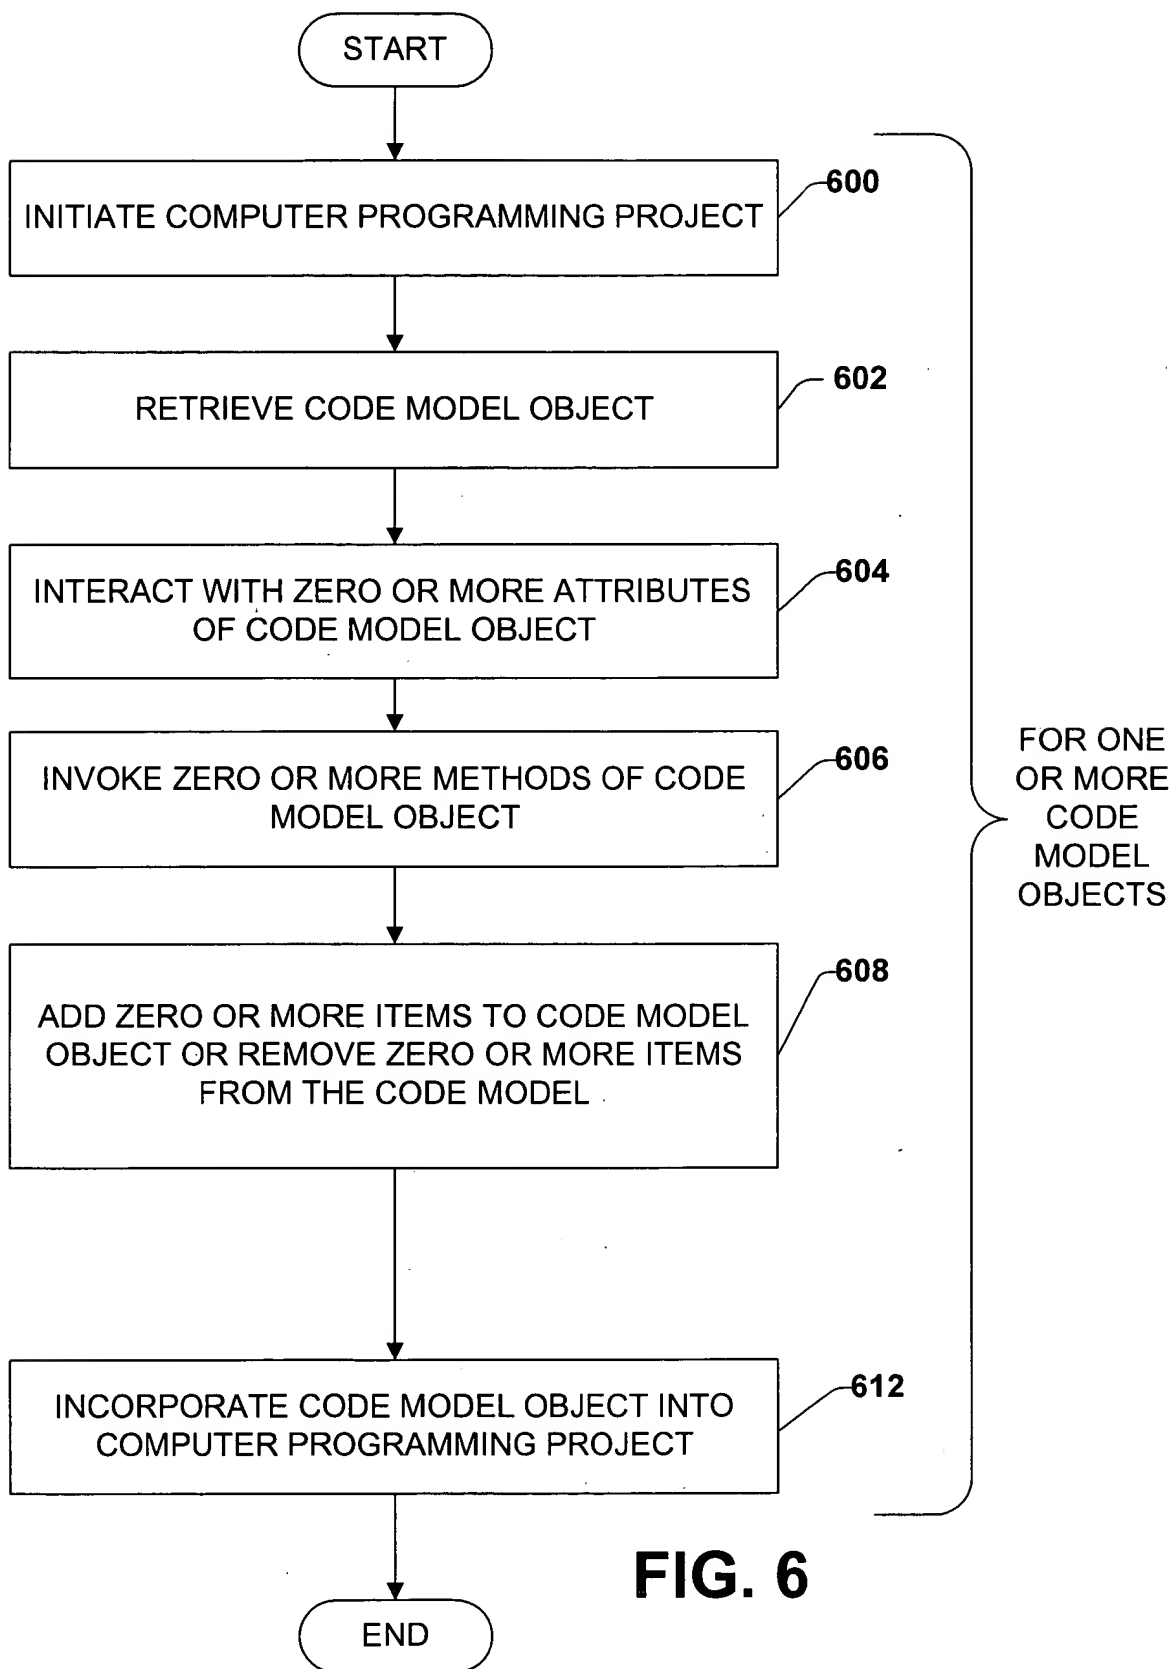 START
INITIATE COMPUTER PROGRAMMING PROJECT
600
RETRIEVE CODE MODEL OBJECT
602
INTERACT WITH ZERO OR MORE ATTRIBUTES
OF CODE MODEL OBJECT
604
INVOKE ZERO OR MORE METHODS OF CODE
MODEL OBJECT
606
FOR ONE
OR MORE
CODE
MODEL
OBJECTS
ADD ZERO OR MORE ITEMS TO CODE MODEL
OBJECT OR REMOVE ZERO OR MORE ITEMS
FROM THE CODE MODEL
608
INCORPORATE CODE MODEL OBJECT INTO
COMPUTER PROGRAMMING PROJECT
612
END
FIG. 6